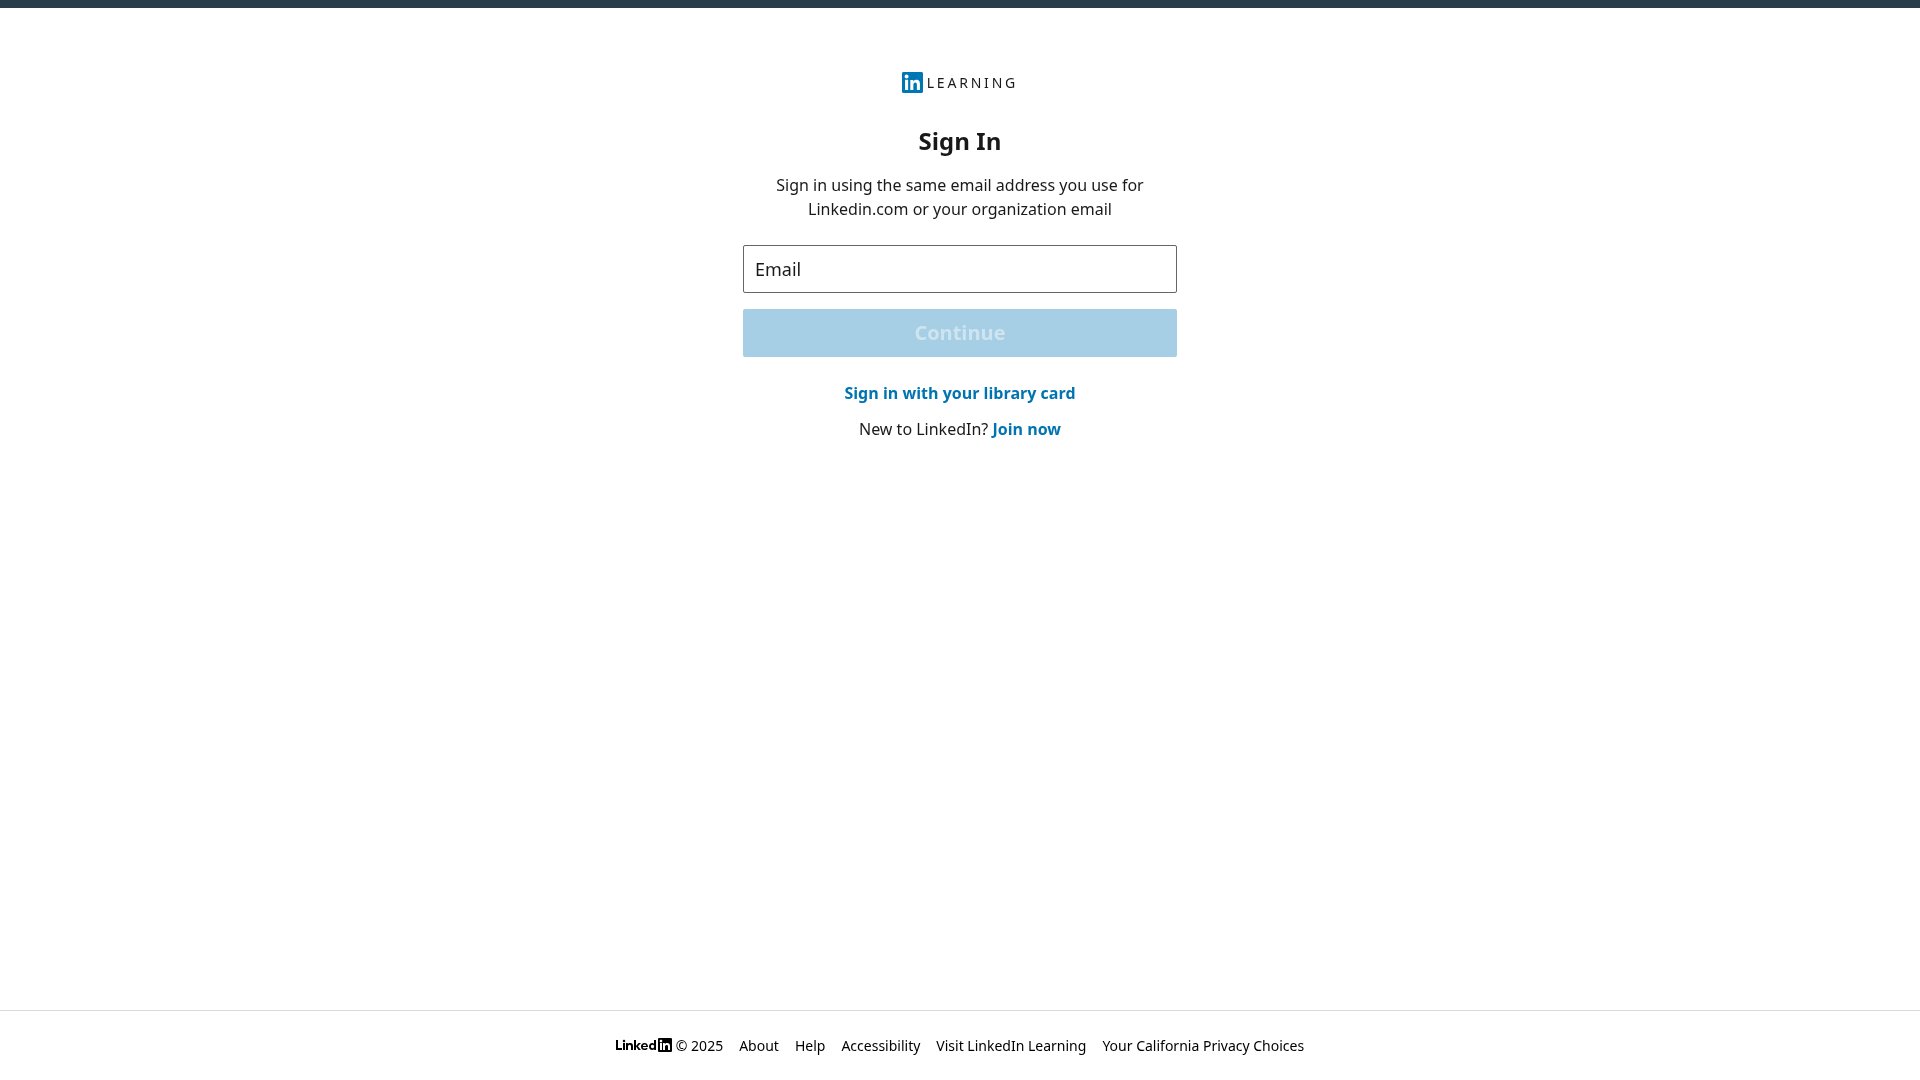 in LEARNING
Sign In
Sign in using the same email address you use for
Linkedin.com or your organization email
Email
Continue
Sign in with your library card
New to LinkedIn? Join now
Linkedin © 2025 About Help Accessibility Visit LinkedIn Learning Your California Privacy Choices